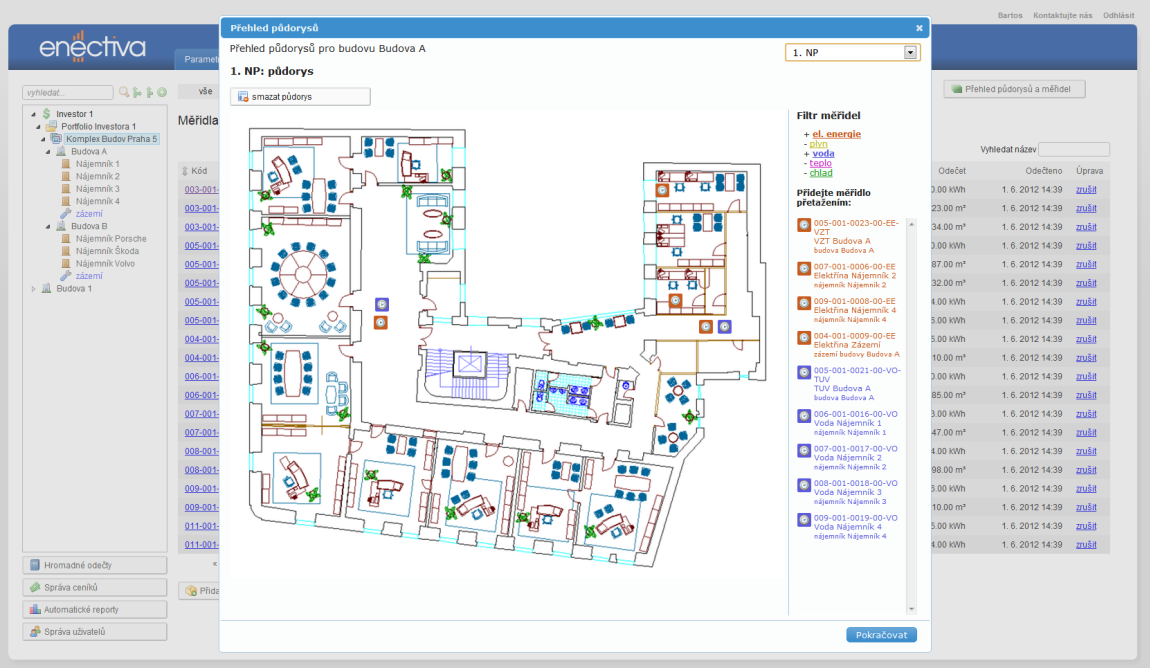 Bartos Kontaktujte nás Odhlásit
enectiva
Přehled půdorysů
Přehled půdorysů pro budovu Budova A
1. NP
1. NP: půdorys
smazat půdorys
vyhledat...
Investor 1
Portfolio Investora 1
Komplex Budov Praha 5
Budova A
Nájemník 1
Nájemník 2
Nájemník 3
Nájemník 4
zázemí
Budova B
Nájemník Porsche
Nájemník Škoda
Nájemník Volvo
zázemí
Budova 1
Hromadné odečty
Správa ceníků
Automatické reporty
Správa uživatelů
vše
Měřidla
Kód
003-001-
003-001-
003-001-
005-001-
005-001-
005-001-
005-001-
005-001-
004-001-
004-001-
006-001-
006-001-
007-001-
007-001-
008-001-
008-001-
009-001-
009-001-
011-001-
011-001-
«
Filtr měřidel
+ el. energie
- plyn
+ voda
- teplo
- chlad
Přidejte měřidlo
přetažením:
005-001-0023-00-EE-
VZT
VZT Budova A
budova Budova A
007-001-0006-00-EE
Elektřina Nájemník 2
nájemník Nájemník 2
009-001-0008-00-EE
Elektřina Nájemník 4
nájemník Nájemník 4
004-001-0009-00-EE
Elektřina Zázemí
zázemí budovy Budova A
005-001-0021-00-VO-
TUV
TUV Budova A
budova Budova A
006-001-0016-00-VO
Voda Nájemník 1
nájemník Nájemník 1
007-001-0017-00-VO
Voda Nájemník 2
nájemník Nájemník 2
008-001-0018-00-VO
Voda Nájemník 3
nájemník Nájemník 3
009-001-0019-00-VO
Voda Nájemník 4
nájemník Nájemník 4
Pokračovat
Přehled půdorysů a měřidel
Vyhledat název
Odečet Odečteno Úprava
0.00 kWh 1. 6. 2012 14:39 zrušit
23.00 m³ 1. 6. 2012 14:39 zrušit
34.00 m³ 1. 6. 2012 14:39 zrušit
0.00 kWh 1. 6. 2012 14:39 zrušit
87.00 m³ 1. 6. 2012 14:39 zrušit
32.00 m³ 1. 6. 2012 14:39 zrušit
4.00 kWh 1. 6. 2012 14:39 zrušit
5.00 kWh 1. 6. 2012 14:39 zrušit
5.00 kWh 1. 6. 2012 14:39 zrušit
10.00 m³ 1. 6. 2012 14:39 zrušit
0.00 kWh 1. 6. 2012 14:39 zrušit
85.00 m³ 1. 6. 2012 14:39 zrušit
3.00 kWh 1. 6. 2012 14:39 zrušit
47.00 m³ 1. 6. 2012 14:39 zrušit
4.00 kWh 1. 6. 2012 14:39 zrušit
98.00 m³ 1. 6. 2012 14:39 zrušit
6.00 kWh 1. 6. 2012 14:39 zrušit
10.00 m³ 1. 6. 2012 14:39 zrušit
5.00 kWh 1. 6. 2012 14:39 zrušit
4.00 kWh 1. 6. 2012 14:39 zrušit